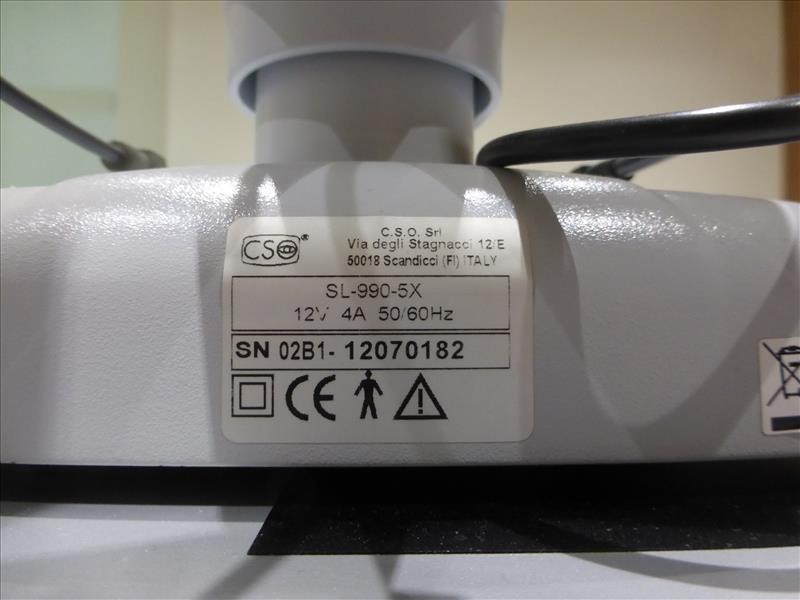 CSO®
C.S.O. Srl
Via degli Stagnacci 12/E
50018 Scandicci (FI) ITALY
SL-990-5X
12V 4A 50/60Hz
SN 02B1- 12070182
CE